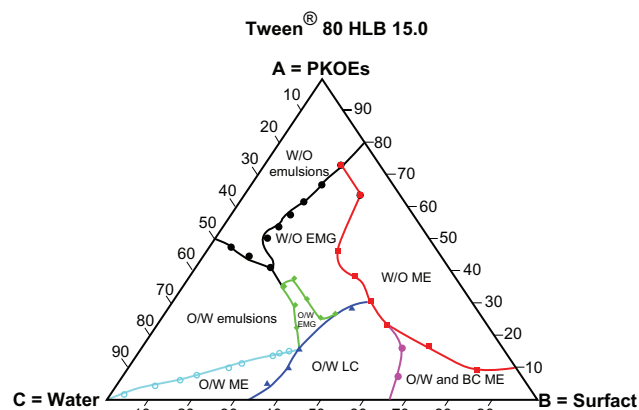 Tween® 80 HLB 15.0
A = PKOEs
10
90
20
80
W/O
emulsions
30
70
40
60
50
W/O EMG
50
60
W/O ME
40
70
30
O/W emulsions
O/W
EMG
80
20
90
O/W LC
10
O/W ME
O/W and BC ME
C = Water
B = Surfact